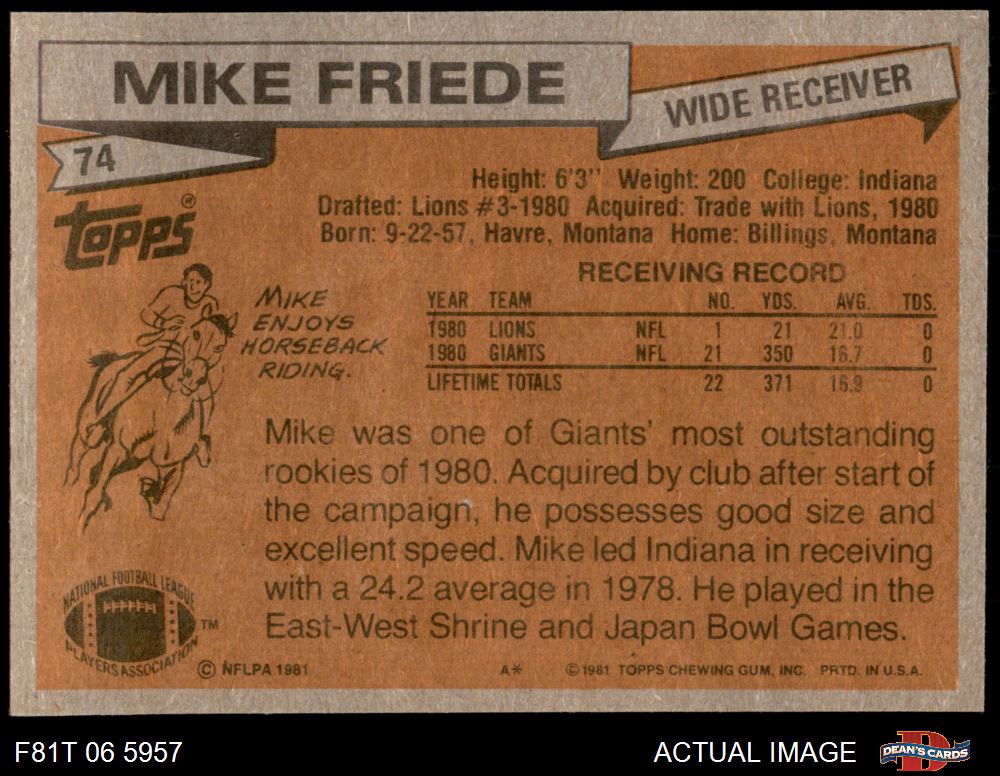 MIKE FRIEDE
WIDE RECEIVER
74
TOPPS®
Height: 6'3'' Weight: 200 College: Indiana
Drafted: Lions #3-1980 Acquired: Trade with Lions, 1980
Born: 9-22-57, Havre, Montana Home: Billings, Montana
RECEIVING RECORD
YEAR TEAM NO. YDS. AVG. TDS.
1980 LIONS NFL 1 21 21.0 0
1980 GIANTS NFL 21 350 16.7 0
LIFETIME TOTALS 22 371 16.9 0
MIKE
ENJOYS
HORSEBACK
RIDING.
Mike was one of Giants' most outstanding
rookies of 1980. Acquired by club after start of
the campaign, he possesses good size and
excellent speed. Mike led Indiana in receiving
with a 24.2 average in 1978. He played in the
East-West Shrine and Japan Bowl Games.
NATIONAL FOOTBALL LEAGUE
PLAYERS ASSOCIATION
TM
© NFLPA 1981 A* © 1981 TOPPS CHEWING GUM, INC. PRTD. IN U.S.A.
F81T 06 5957 ACTUAL IMAGE
D
DEAN'S CARDS